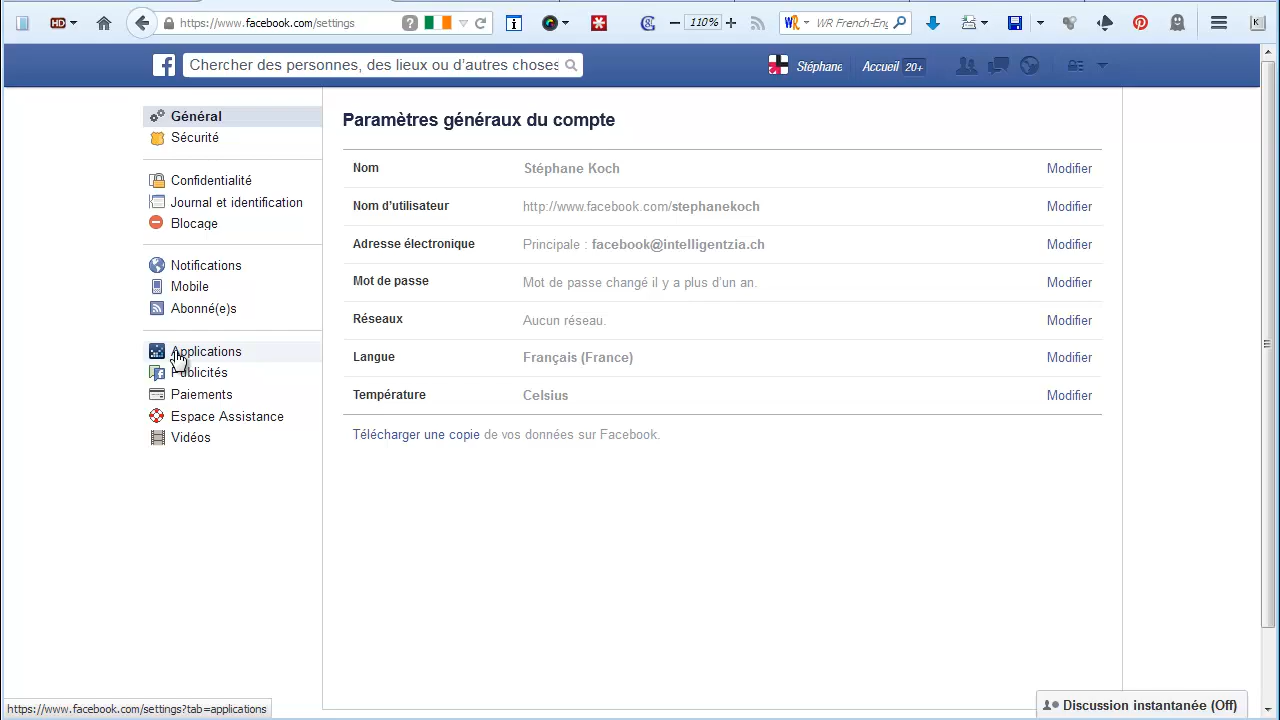 HD
https://www.facebook.com/settings
110%
WR French-En
Chercher des personnes, des lieux ou d’autres choses
Stéphane
Accueil 20+
Général
Sécurité
Confidentialité
Journal et identification
Blocage
Notifications
Mobile
Abonné(e)s
Applications
Publicités
Paiements
Espace Assistance
Vidéos
Paramètres généraux du compte
Nom Stéphane Koch Modifier
Nom d’utilisateur http://www.facebook.com/stephanekoch Modifier
Adresse électronique Principale : facebook@intelligentzia.ch Modifier
Mot de passe Mot de passe changé il y a plus d’un an. Modifier
Réseaux Aucun réseau. Modifier
Langue Français (France) Modifier
Température Celsius Modifier
Télécharger une copie de vos données sur Facebook.
https://www.facebook.com/settings?tab=applications
Discussion instantanée (Off)